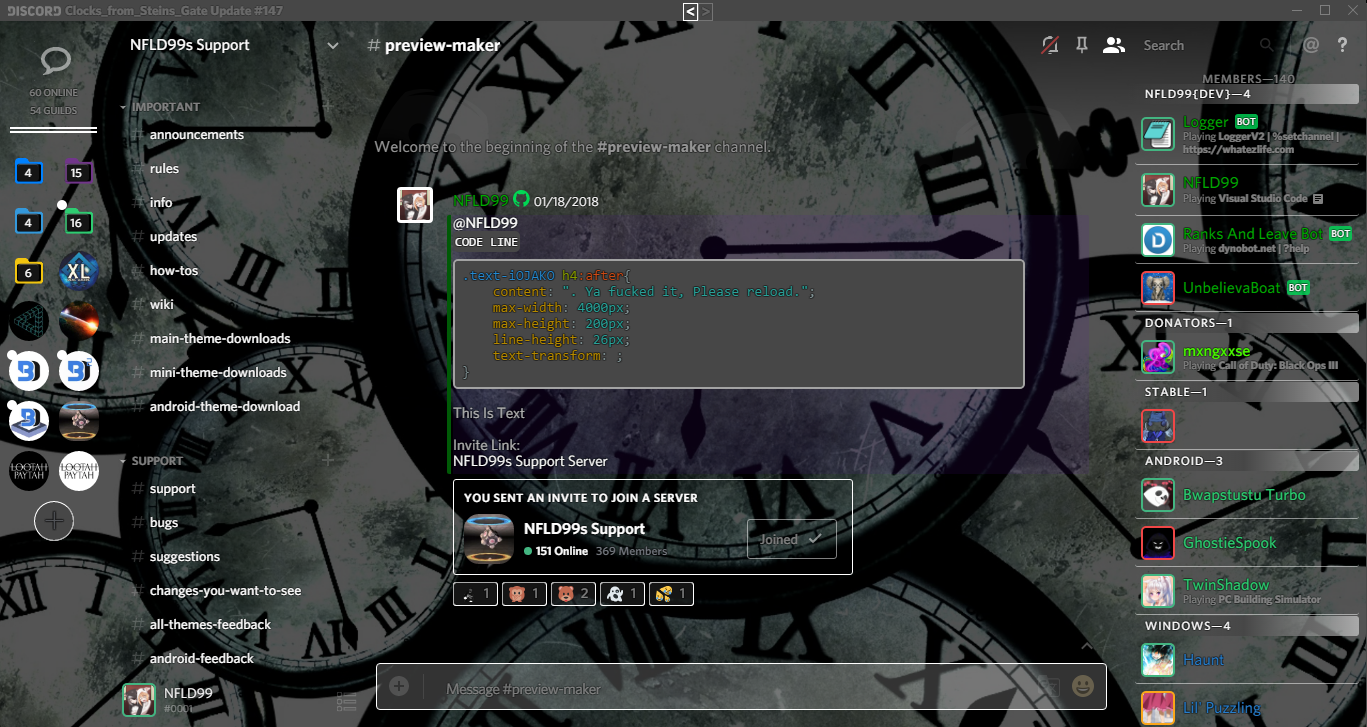 DISCORD Clocks_from_Steins_Gate Update #147
< >
60 ONLINE
54 GUILDS
4
15
4
16
6
XL
LOOTAH
PAYTAH
LOOTAH
PAYTAH
NFLD99s Support
IMPORTANT
# announcements
# rules
# info
# updates
# how-tos
# wiki
# main-theme-downloads
# mini-theme-downloads
# android-theme-download
SUPPORT
# support
# bugs
# suggestions
# changes-you-want-to-see
# all-themes-feedback
# android-feedback
NFLD99
#0001
# preview-maker
Search
@ ?
Welcome to the beginning of the #preview-maker channel.
NFLD99 01/18/2018
@NFLD99
CODE LINE
.text-iOJAKO h4:after{
content: ". Ya fucked it, Please reload.";
max-width: 4000px;
max-height: 200px;
line-height: 26px;
text-transform: ;
}
This Is Text
Invite Link:
NFLD99s Support Server
YOU SENT AN INVITE TO JOIN A SERVER
NFLD99s Support
151 Online 369 Members
Joined
1 1 2 1 1
Message #preview-maker
MEMBERS—140
NFLD99{DEV}—4
Logger BOT
Playing LoggerV2 | %setchannel |
https://whatezlife.com
NFLD99
Playing Visual Studio Code
Ranks And Leave Bot BOT
Playing dynobot.net | ?help
UnbelievaBoat BOT
DONATORS—1
mxngxxse
Playing Call of Duty: Black Ops III
STABLE—1
ANDROID—3
Bwapstustu Turbo
GhostieSpook
TwinShadow
Playing PC Building Simulator
WINDOWS—4
Haunt
Lil' Puzzling